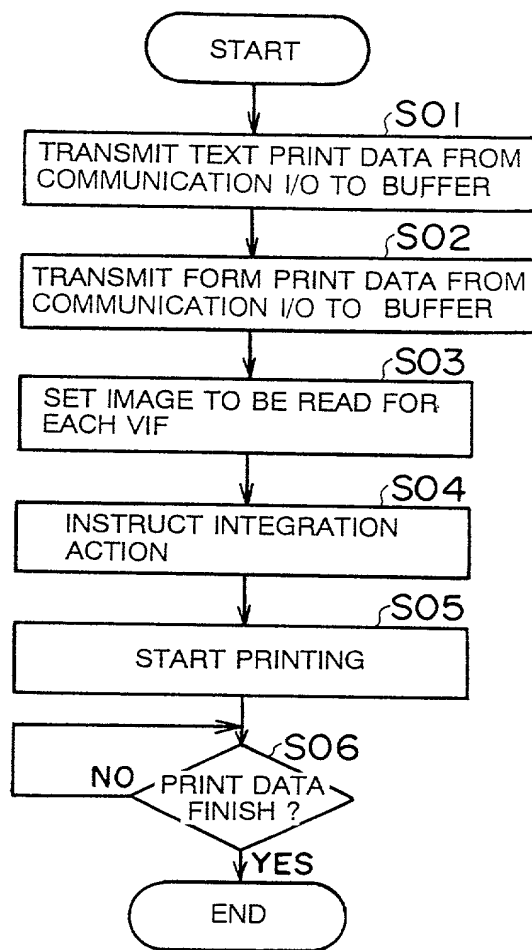 START
S01
TRANSMIT TEXT PRINT DATA FROM
COMMUNICATION I/O TO BUFFER
S02
TRANSMIT FORM PRINT DATA FROM
COMMUNICATION I/O TO BUFFER
S03
SET IMAGE TO BE READ FOR
EACH VIF
S04
INSTRUCT INTEGRATION
ACTION
S05
START PRINTING
S06
NO
PRINT DATA
FINISH ?
YES
END